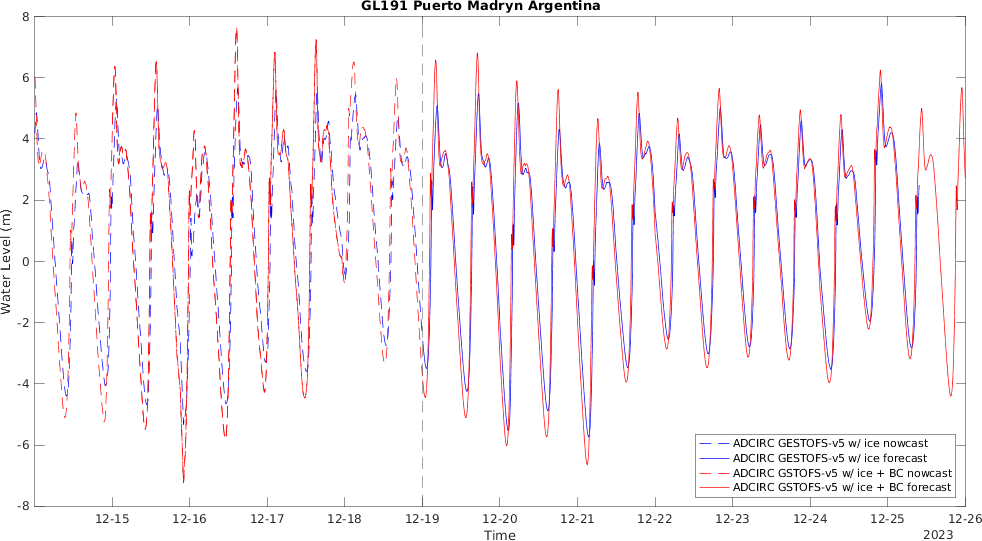 GL191 Puerto Madryn Argentina
8
6
4
2
0
-2
-4
-6
-8
Water Level (m)
ADCIRC GESTOFS-v5 w/ ice nowcast
ADCIRC GESTOFS-v5 w/ ice forecast
ADCIRC GSTOFS-v5 w/ ice + BC nowcast
ADCIRC GSTOFS-v5 w/ ice + BC forecast
12-15 12-16 12-17 12-18 12-19 12-20 12-21 12-22 12-23 12-24 12-25 12-26
Time 2023